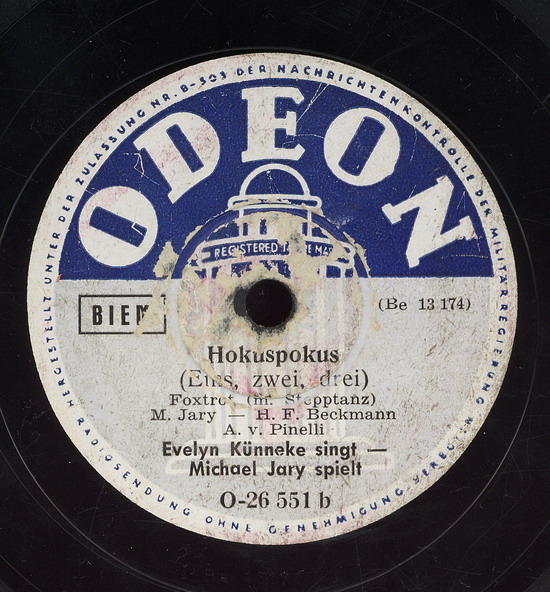 HERGESTELLT UNTER DER ZULASSUNG NR. B-503 DER NACHRICHTENKONTROLLE DER MILITÄRREGIERUNG
RADIOSENDUNG OHNE GENEHMIGUNG VERBOTEN
ODEON
REGISTERED TRADE MARK
BIEM
(Be 13 174)
Hokuspokus
(Eins, zwei, drei)
Foxtrot (m. Stepptanz)
M. Jary — H. F. Beckmann
A. v. Pinelli
Evelyn Künneke singt —
Michael Jary spielt
O-26 551 b